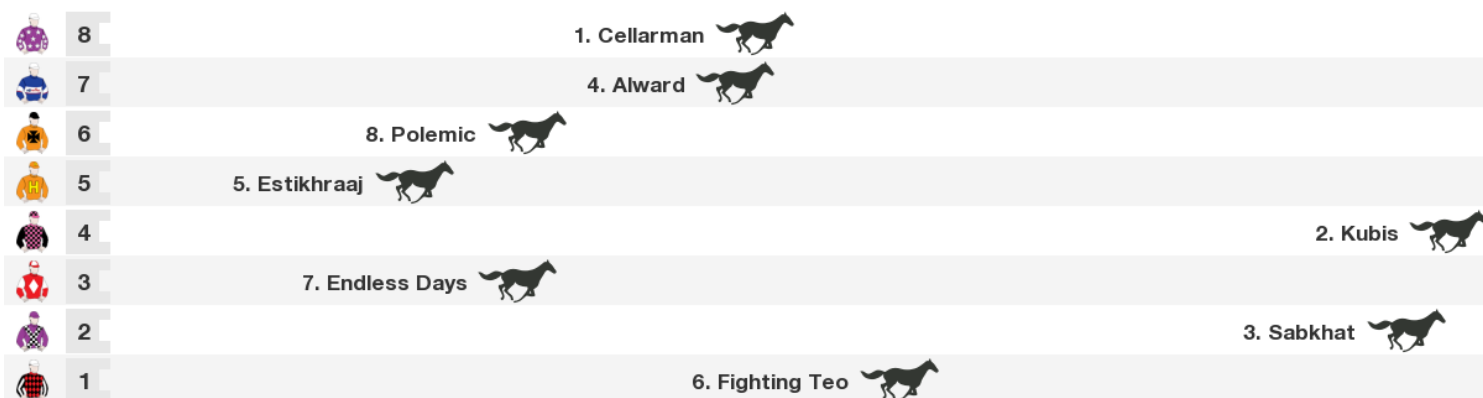 8 1. Cellarman
7 4. Alward
6 8. Polemic
5 H 5. Estikhraaj
4 2. Kubis
3 7. Endless Days
2 3. Sabkhat
1 6. Fighting Teo